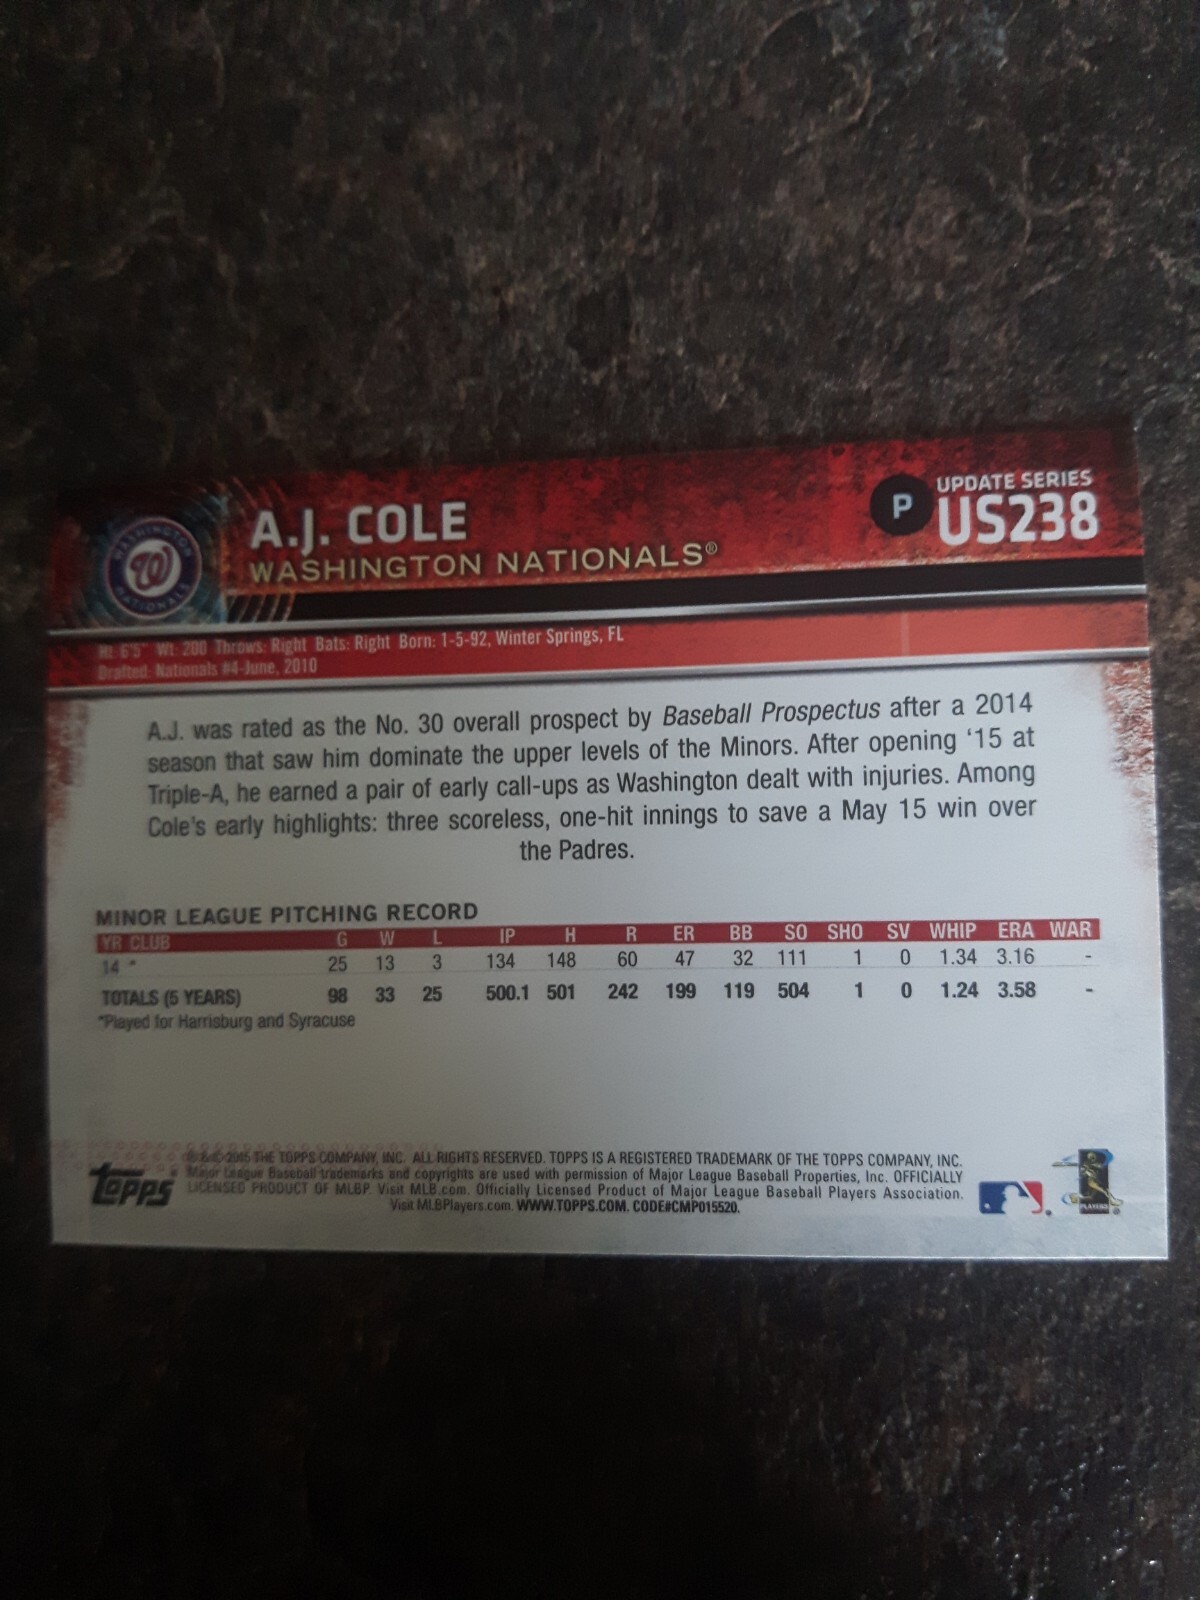 A.J. COLE
WASHINGTON NATIONALS®
P
UPDATE SERIES
US238
WASHINGTON
W
NATIONALS
Ht: 6'5" Wt: 200 Throws: Right Bats: Right Born: 1-5-92, Winter Springs, FL
Drafted: Nationals #4-June, 2010
A.J. was rated as the No. 30 overall prospect by Baseball Prospectus after a 2014
season that saw him dominate the upper levels of the Minors. After opening '15 at
Triple-A, he earned a pair of early call-ups as Washington dealt with injuries. Among
Cole's early highlights: three scoreless, one-hit innings to save a May 15 win over
the Padres.
MINOR LEAGUE PITCHING RECORD
YR CLUB G W L IP H R ER BB SO SHO SV WHIP ERA WAR
14 * 25 13 3 134 148 60 47 32 111 1 0 1.34 3.16 -
TOTALS (5 YEARS) 98 33 25 500.1 501 242 199 119 504 1 0 1.24 3.58 -
*Played for Harrisburg and Syracuse
Topps
® & © 2015 THE TOPPS COMPANY, INC. ALL RIGHTS RESERVED. TOPPS IS A REGISTERED TRADEMARK OF THE TOPPS COMPANY, INC.
Major League Baseball trademarks and copyrights are used with permission of Major League Baseball Properties, Inc. OFFICIALLY
LICENSED PRODUCT OF MLBP. Visit MLB.com. Officially Licensed Product of Major League Baseball Players Association.
Visit MLBPlayers.com. WWW.TOPPS.COM. CODE#CMP015520.
PLAYERS